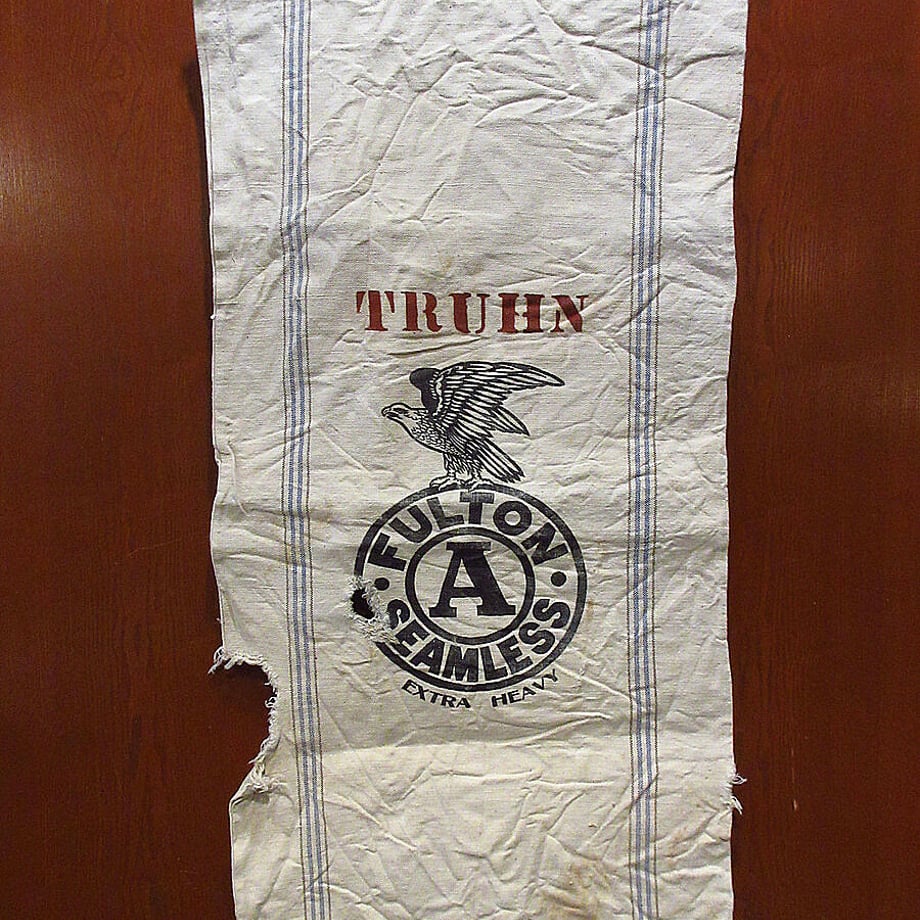 TRUHN
FULTON
A
SEAMLESS
EXTRA HEAVY